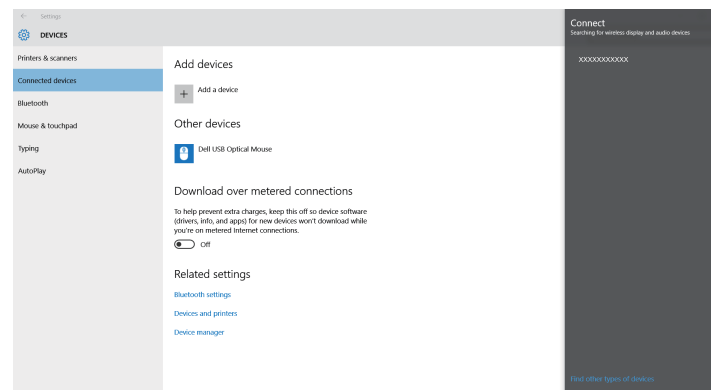 Settings
DEVICES
Printers & scanners
Connected devices
Bluetooth
Mouse & touchpad
Typing
AutoPlay
Add devices
Add a device
Other devices
Dell USB Optical Mouse
Download over metered connections
To help prevent extra charges, keep this off so device software
(drivers, info, and apps) for new devices won't download while
you're on metered Internet connections.
Off
Related settings
Bluetooth settings
Devices and printers
Device manager
Connect
Searching for wireless display and audio devices
XXXXXXXXXXX
Find other types of devices